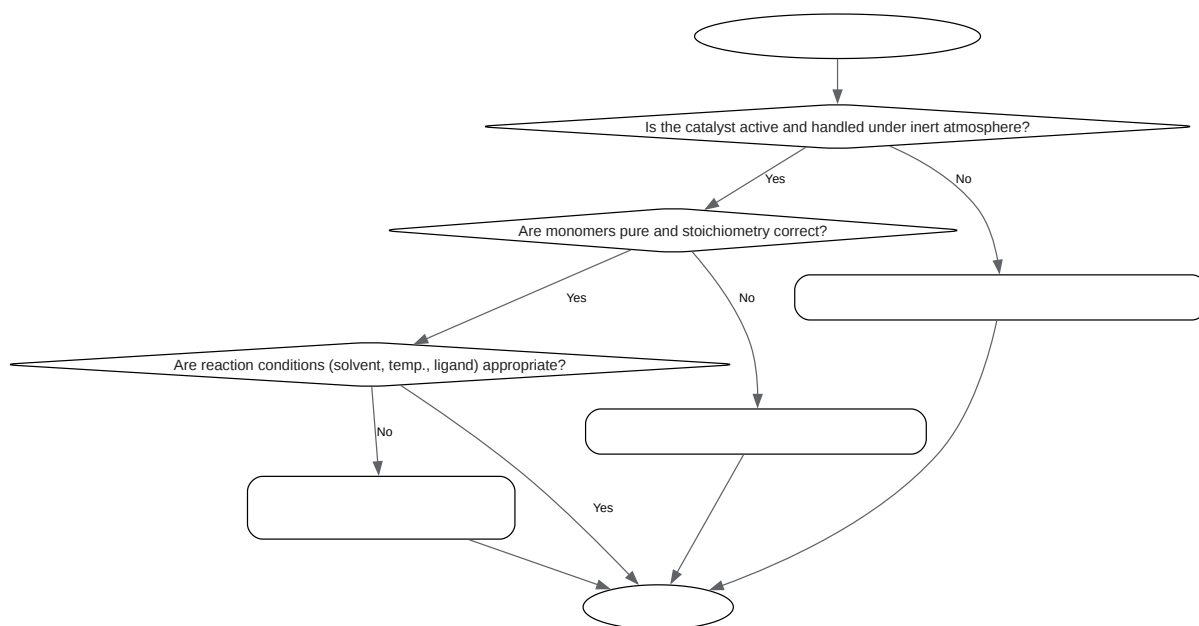 Is the catalyst active and handled under inert atmosphere?
Yes
No
Are monomers pure and stoichiometry correct?
Yes
No
Are reaction conditions (solvent, temp., ligand) appropriate?
No
Yes